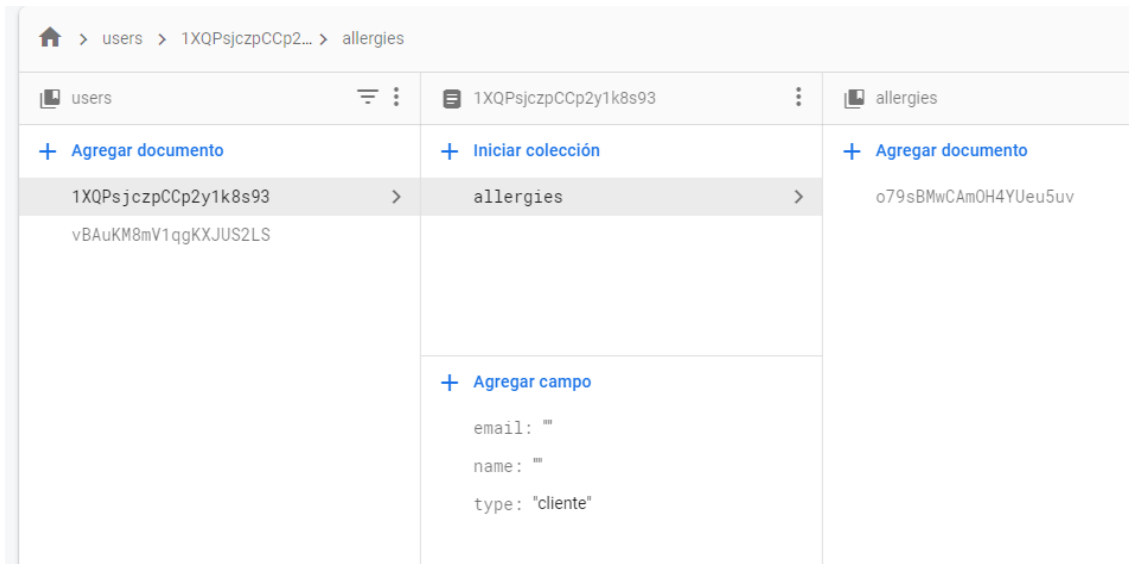 users > 1XQPsjczpCCp2... > allergies
users
1XQPsjczpCCp2y1k8s93
allergies
+ Agregar documento
+ Iniciar colección
+ Agregar documento
1XQPsjczpCCp2y1k8s93 >
allergies >
o79sBMwCAmOH4YUeu5uv
vBAuKM8mV1qgKXJUS2LS
+ Agregar campo
email: ""
name: ""
type: "cliente"